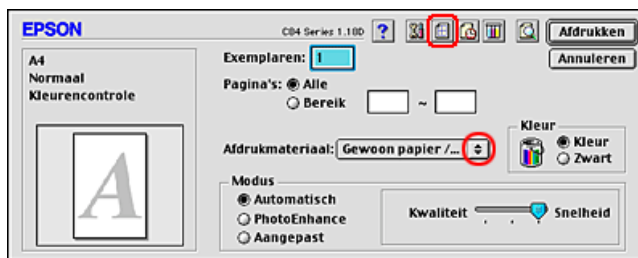 EPSON
C84 Series 1.10D
?
Afdrukken
Annuleren
A4
Normaal
Kleurencontrole
A
Exemplaren: 1
Pagina's: Alle
Bereik ~
Afdrukmateriaal: Gewoon papier /...
Kleur
Kleur
Zwart
Modus
Automatisch
PhotoEnhance
Aangepast
Kwaliteit
Snelheid